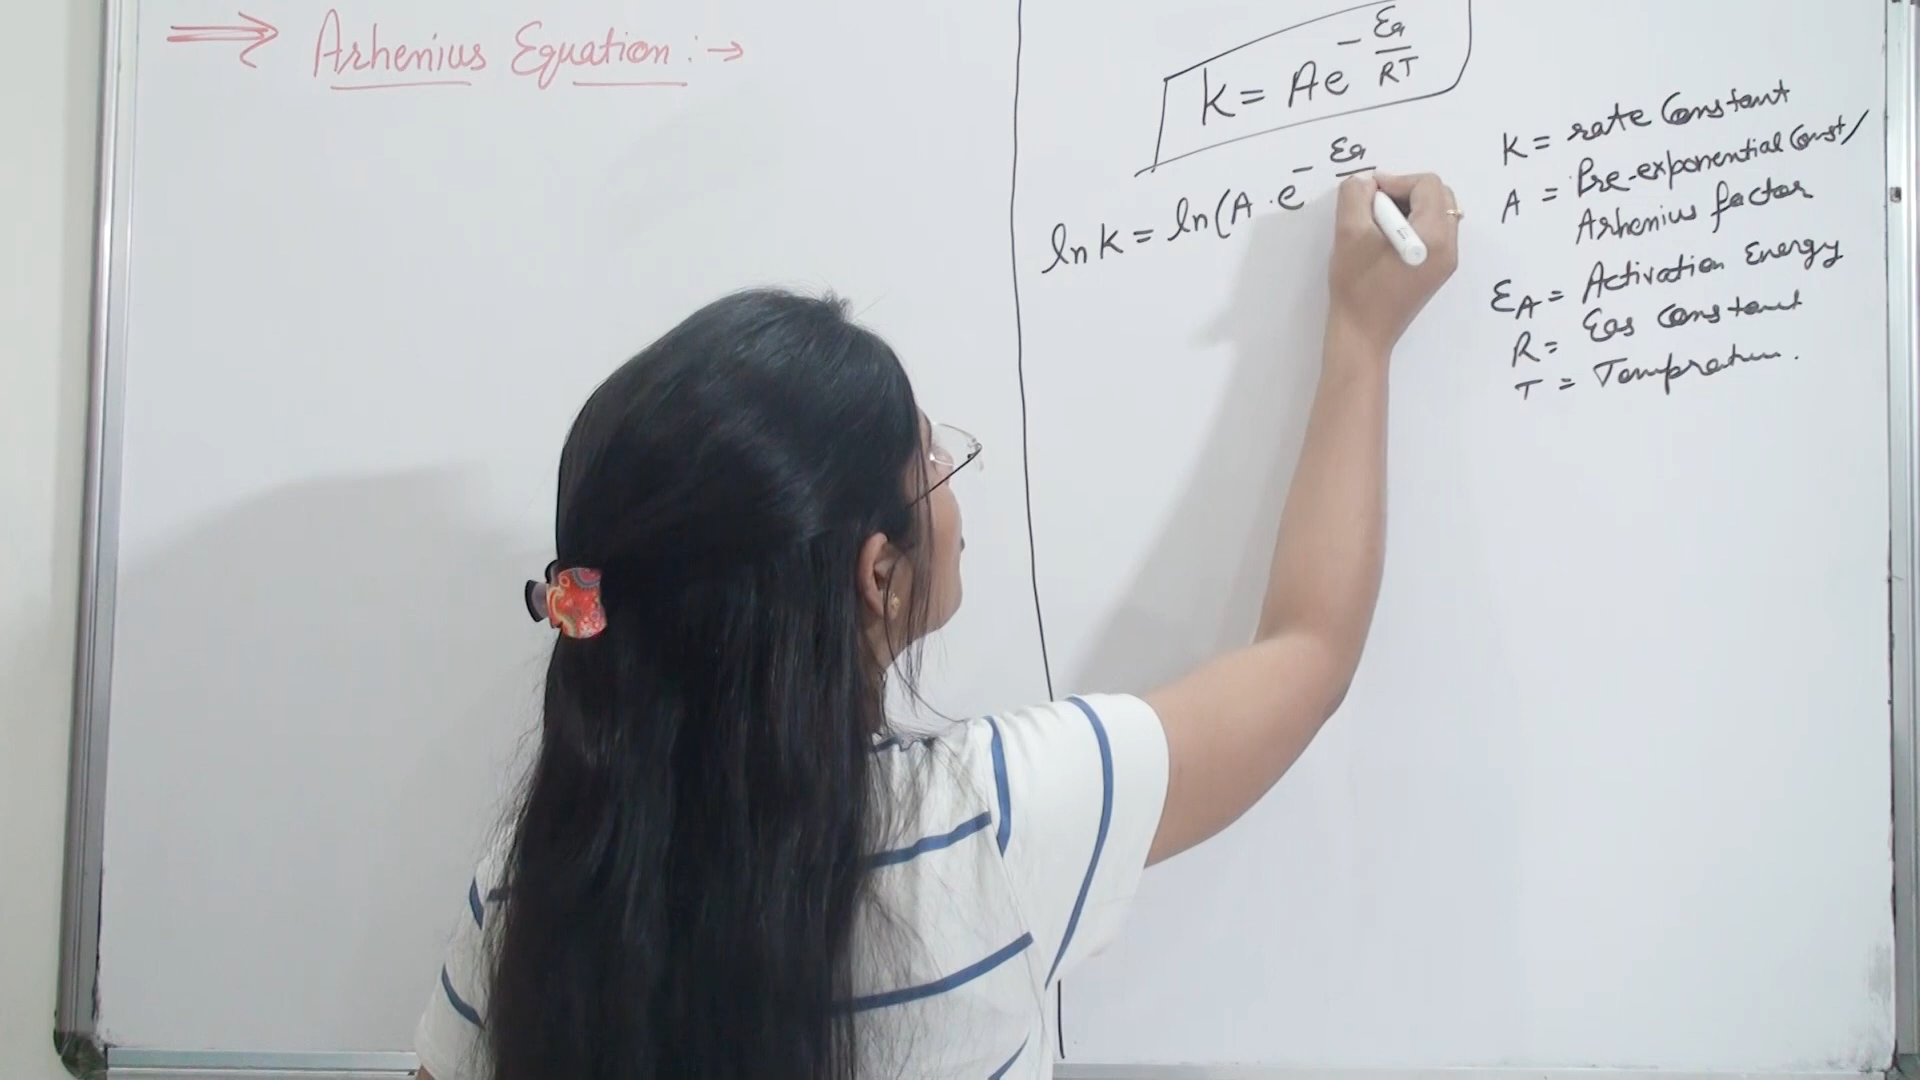 ⇒ Arhenius Equation :→
K = Ae^{-Ea/RT}
ln K = ln(A · e^{-Ea/
K = rate Constant
A = Pre-exponential Const/
Arhenius factor
EA = Activation Energy
R = Gas Constant
T = Tempratur.